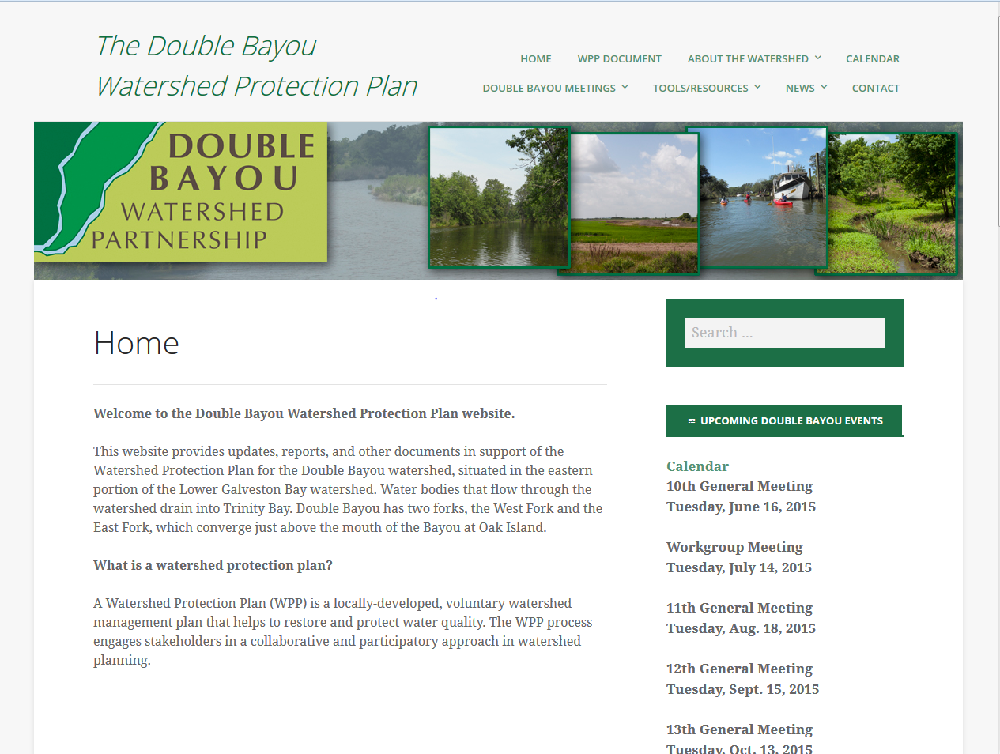 The Double Bayou
Watershed Protection Plan
HOME WPP DOCUMENT ABOUT THE WATERSHED CALENDAR
DOUBLE BAYOU MEETINGS TOOLS/RESOURCES NEWS CONTACT
DOUBLE
BAYOU
WATERSHED
PARTNERSHIP
.
Home
Welcome to the Double Bayou Watershed Protection Plan website.
This website provides updates, reports, and other documents in support of the
Watershed Protection Plan for the Double Bayou watershed, situated in the eastern
portion of the Lower Galveston Bay watershed. Water bodies that flow through the
watershed drain into Trinity Bay. Double Bayou has two forks, the West Fork and the
East Fork, which converge just above the mouth of the Bayou at Oak Island.
What is a watershed protection plan?
A Watershed Protection Plan (WPP) is a locally-developed, voluntary watershed
management plan that helps to restore and protect water quality. The WPP process
engages stakeholders in a collaborative and participatory approach in watershed
planning.
Search ...
UPCOMING DOUBLE BAYOU EVENTS
Calendar
10th General Meeting
Tuesday, June 16, 2015
Workgroup Meeting
Tuesday, July 14, 2015
11th General Meeting
Tuesday, Aug. 18, 2015
12th General Meeting
Tuesday, Sept. 15, 2015
13th General Meeting
Tuesday, Oct. 13, 2015